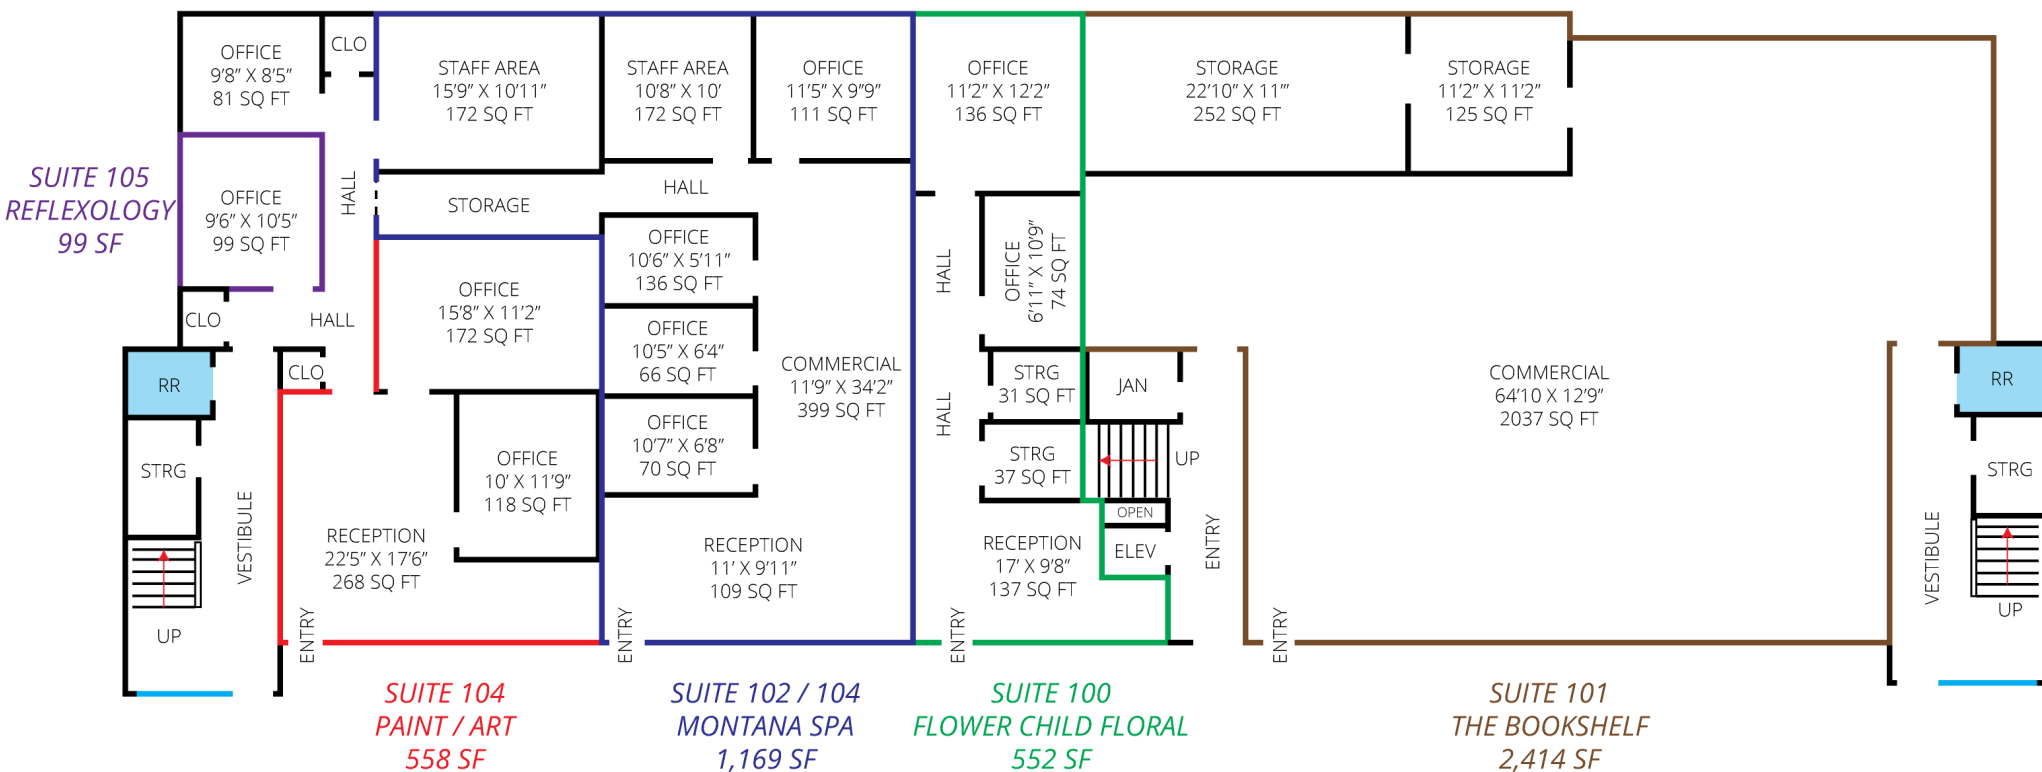 OFFICE
9'8" X 8'5"
81 SQ FT
CLO
STAFF AREA
15'9" X 10'11"
172 SQ FT
STAFF AREA
10'8" X 10'
172 SQ FT
OFFICE
11'5" X 9"9"
111 SQ FT
OFFICE
11'2" X 12'2"
136 SQ FT
STORAGE
22'10" X 11'"
252 SQ FT
STORAGE
11'2" X 11'2"
125 SQ FT
SUITE 105
REFLEXOLOGY
99 SF
OFFICE
9'6" X 10'5"
99 SQ FT
HALL
STORAGE
HALL
OFFICE
10'6" X 5'11"
136 SQ FT
HALL
OFFICE
6'11" X 10'9"
74 SQ FT
CLO
HALL
OFFICE
15'8" X 11'2"
172 SQ FT
OFFICE
10'5" X 6'4"
66 SQ FT
COMMERCIAL
11'9" X 34'2"
399 SQ FT
RR
CLO
STRG
31 SQ FT
JAN
COMMERCIAL
64'10 X 12'9"
2037 SQ FT
RR
OFFICE
10'7" X 6'8"
70 SQ FT
HALL
STRG
OFFICE
10' X 11'9"
118 SQ FT
STRG
37 SQ FT
UP
STRG
VESTIBULE
RECEPTION
22'5" X 17'6"
268 SQ FT
RECEPTION
11' X 9'11"
109 SQ FT
RECEPTION
17' X 9'8"
137 SQ FT
OPEN
ELEV
ENTRY
VESTIBULE
UP
UP
ENTRY
ENTRY
ENTRY
ENTRY
SUITE 104
PAINT / ART
558 SF
SUITE 102 / 104
MONTANA SPA
1,169 SF
SUITE 100
FLOWER CHILD FLORAL
552 SF
SUITE 101
THE BOOKSHELF
2,414 SF